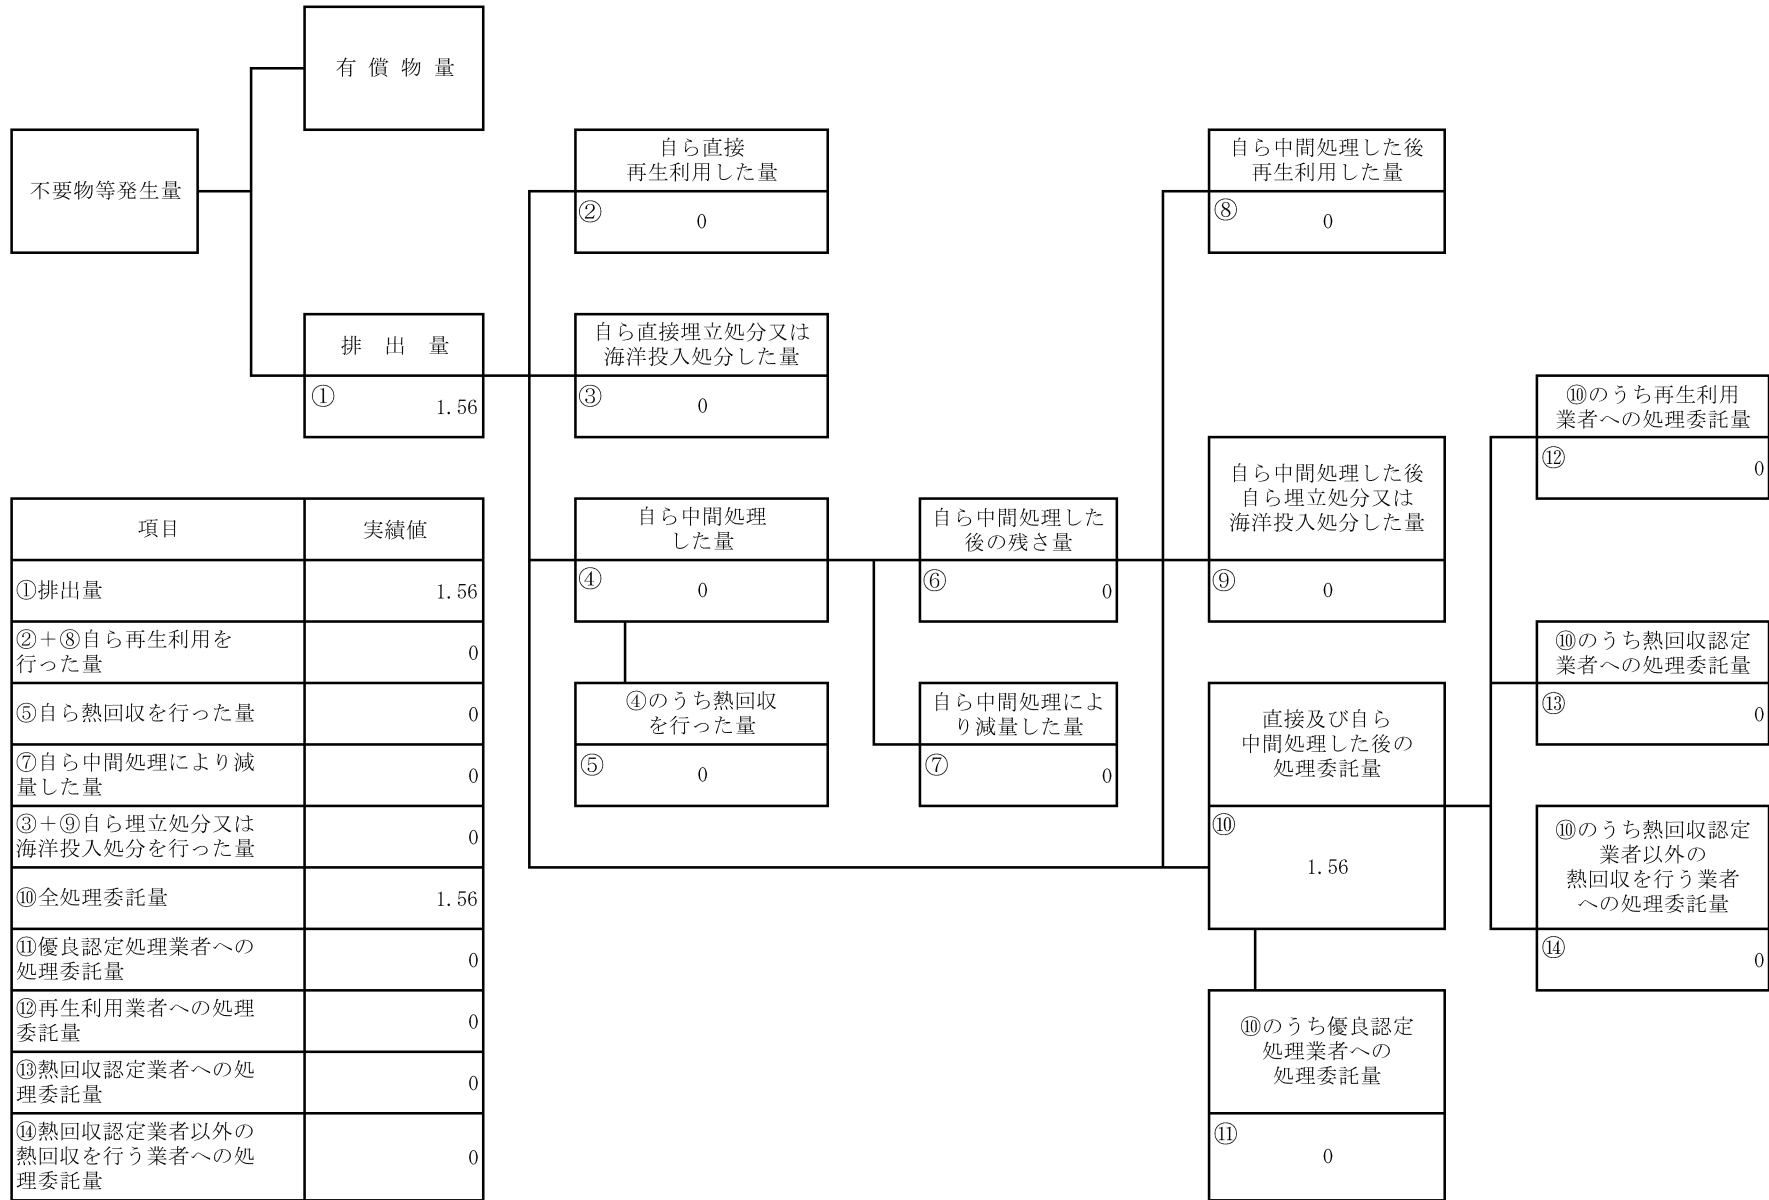 有 償 物 量
不要物等発生量
排 出 量
①
1.56
自ら直接
再生利用した量
②
0
自ら直接埋立処分又は
海洋投入処分した量
③
0
自ら中間処理
した量
④
0
④のうち熱回収
を行った量
⑤
0
自ら中間処理した
後の残さ量
⑥
0
自ら中間処理によ
り減量した量
⑦
0
自ら中間処理した後
再生利用した量
⑧
0
自ら中間処理した後
自ら埋立処分又は
海洋投入処分した量
⑨
0
直接及び自ら
中間処理した後の
処理委託量
⑩
1.56
⑩のうち優良認定
処理業者への
処理委託量
⑪
0
⑩のうち再生利用
業者への処理委託量
⑫
0
⑩のうち熱回収認定
業者への処理委託量
⑬
0
⑩のうち熱回収認定
業者以外の
熱回収を行う業者
への処理委託量
⑭
0
項目 実績値
①排出量 1.56
②+⑧自ら再生利用を
行った量 0
⑤自ら熱回収を行った量 0
⑦自ら中間処理により減
量した量 0
③+⑨自ら埋立処分又は
海洋投入処分を行った量 0
⑩全処理委託量 1.56
⑪優良認定処理業者への
処理委託量 0
⑫再生利用業者への処理
委託量 0
⑬熱回収認定業者への処
理委託量 0
⑭熱回収認定業者以外の
熱回収を行う業者への処
理委託量 0